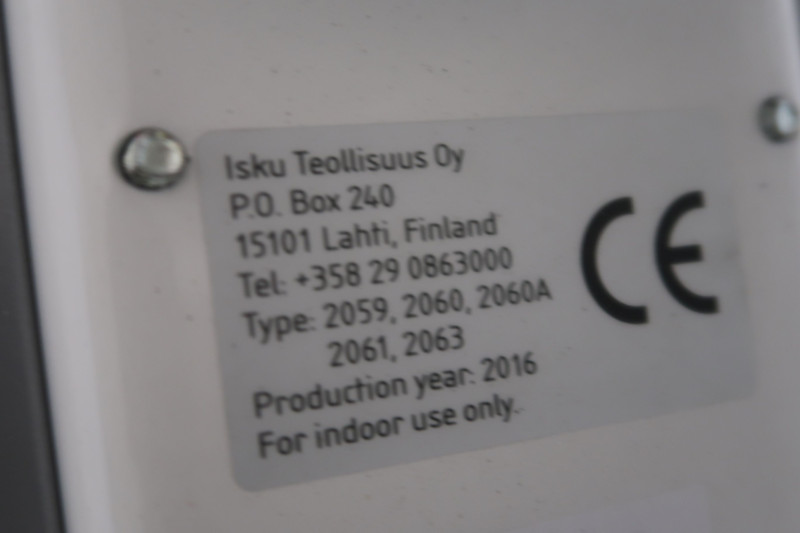 Isku Teollisuus Oy
P.O. Box 240
15101 Lahti, Finland
Tel: +358 29 0863000
Type: 2059, 2060, 2060A
2061, 2063
Production year: 2016
For indoor use only.
CE